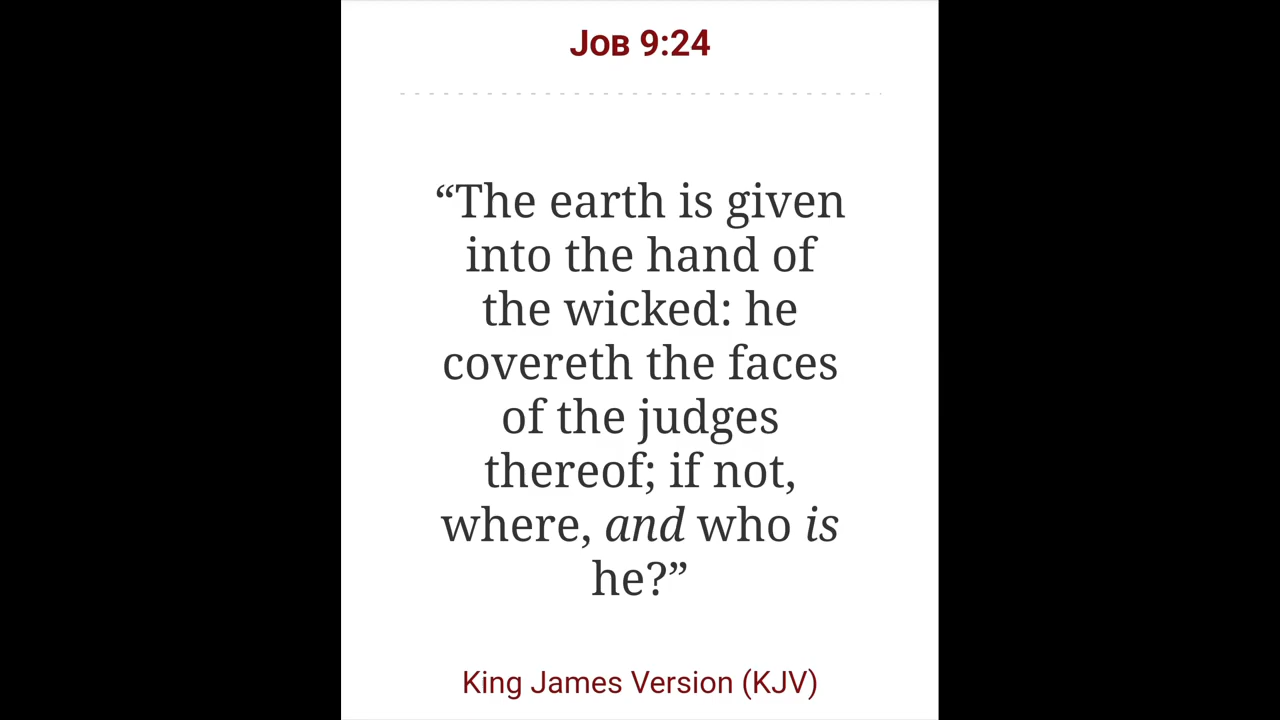 Job 9:24
“The earth is given
into the hand of
the wicked: he
covereth the faces
of the judges
thereof; if not,
where, and who is
he?”
King James Version (KJV)